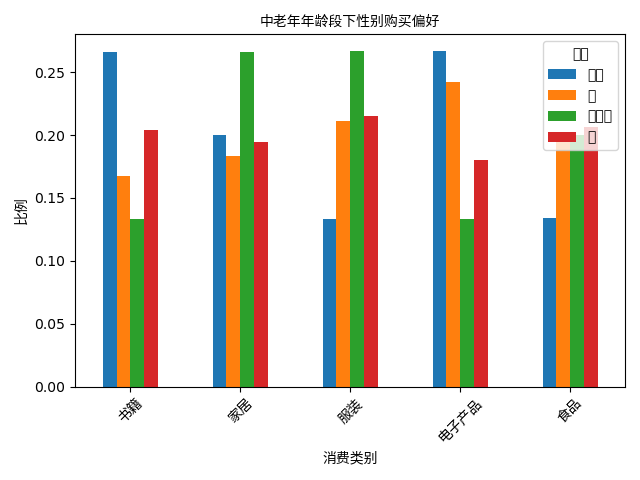 中老年年龄段下性别购买偏好
比例
0.25
0.20
0.15
0.10
0.05
0.00
书籍
家居
服装
电子产品
食品
消费类别